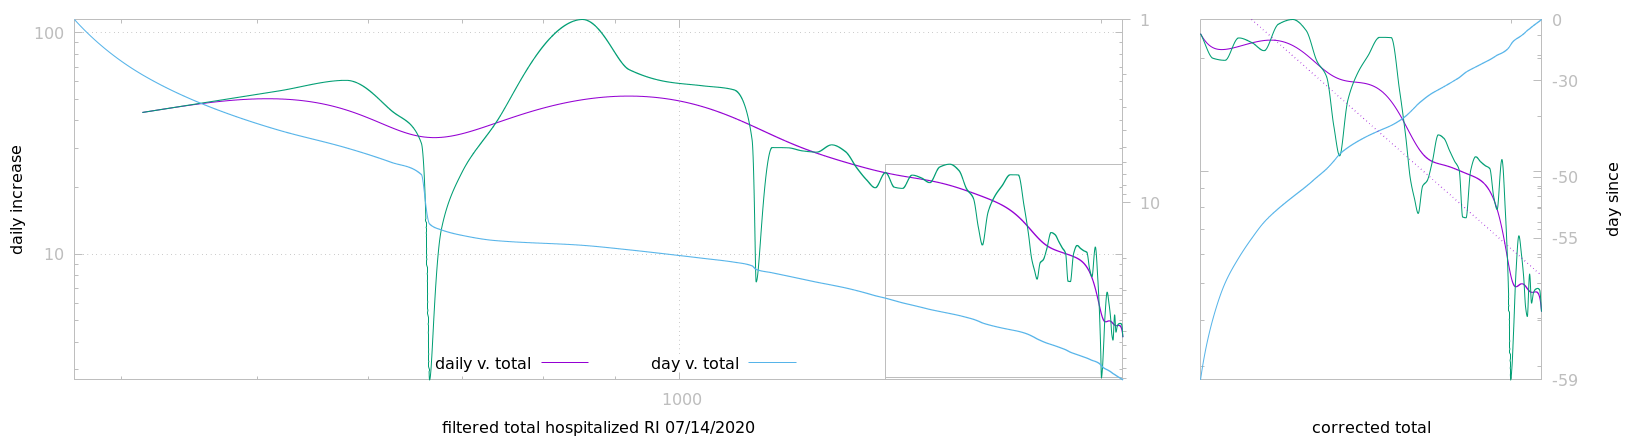 100
10
daily increase
daily v. total
day v. total
1000
filtered total hospitalized RI 07/14/2020
1
10
0
-30
-50
-55
-59
day since
corrected total